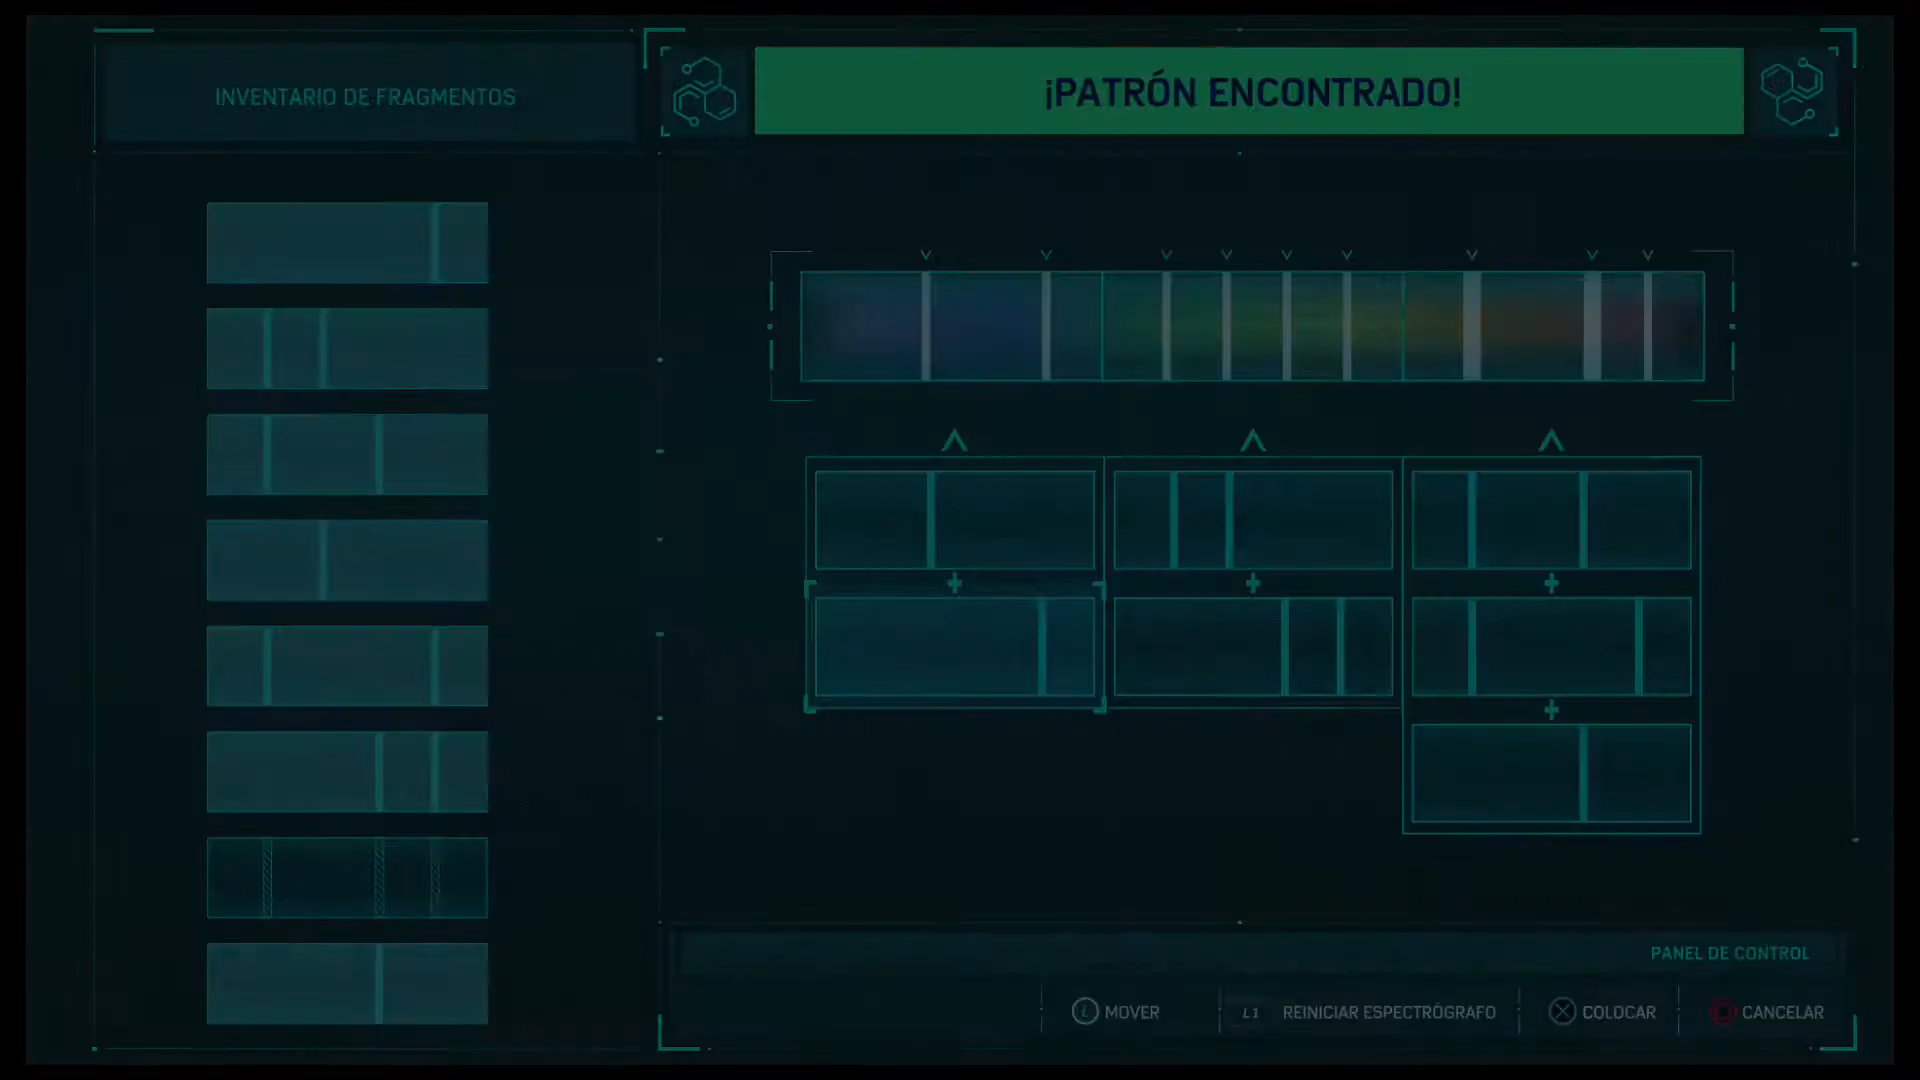 INVENTARIO DE FRAGMENTOS
¡PATRÓN ENCONTRADO!
PANEL DE CONTROL
L MOVER
L1 REINICIAR ESPECTRÓGRAFO
COLOCAR
CANCELAR